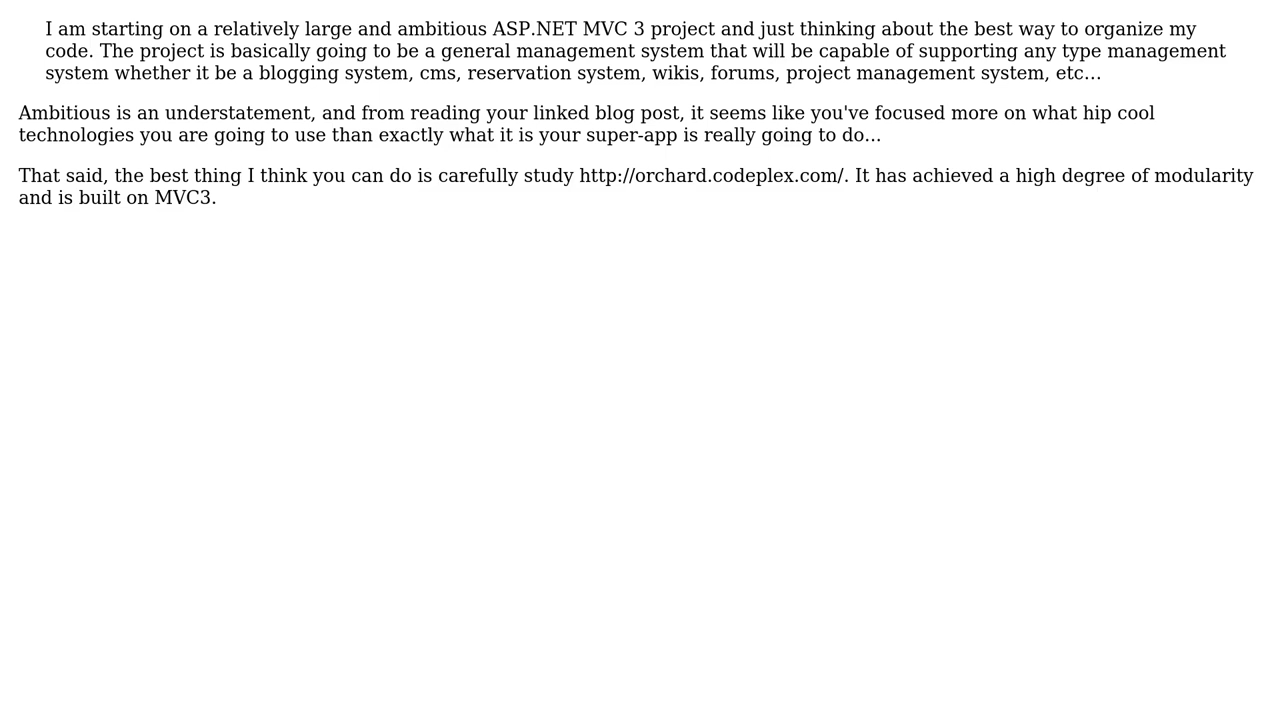 I am starting on a relatively large and ambitious ASP.NET MVC 3 project and just thinking about the best way to organize my
code. The project is basically going to be a general management system that will be capable of supporting any type management
system whether it be a blogging system, cms, reservation system, wikis, forums, project management system, etc...
Ambitious is an understatement, and from reading your linked blog post, it seems like you've focused more on what hip cool
technologies you are going to use than exactly what it is your super-app is really going to do...
That said, the best thing I think you can do is carefully study http://orchard.codeplex.com/. It has achieved a high degree of modularity
and is built on MVC3.